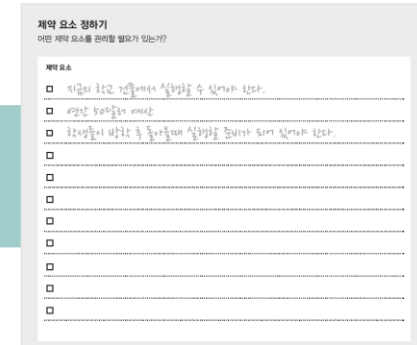 제약 요소 정하기
어떤 제약 요소를 관리할 필요가 있는가?
제약 요소
지금의 학교 건물에서 실행할 수 있어야 한다.
연간 50달러 예산
학생들이 방학 후 돌아올때 실행할 준비가 되어 있어야 한다.